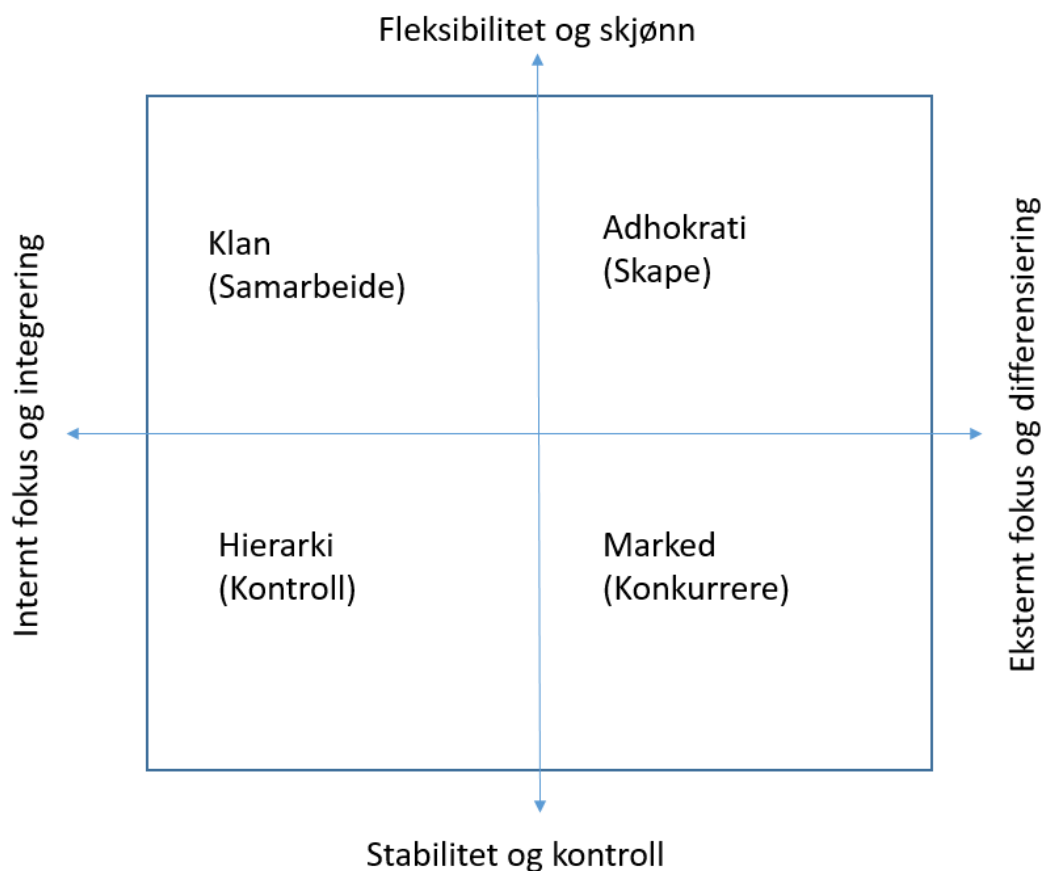 Fleksibilitet og skjønn
Internt fokus og integrering
Klan
(Samarbeide)
Adhokrati
(Skape)
Hierarki
(Kontroll)
Marked
(Konkurrere)
Eksternt fokus og differensiering
Stabilitet og kontroll